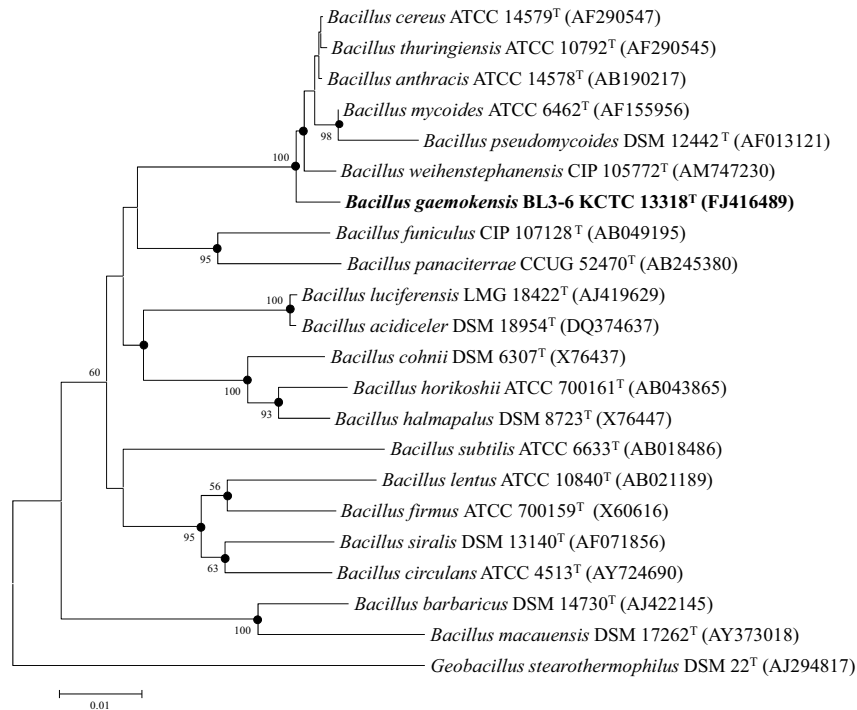 Bacillus cereus ATCC 14579ᵀ (AF290547)
Bacillus thuringiensis ATCC 10792ᵀ (AF290545)
Bacillus anthracis ATCC 14578ᵀ (AB190217)
Bacillus mycoides ATCC 6462ᵀ (AF155956)
98
Bacillus pseudomycoides DSM 12442ᵀ (AF013121)
100
Bacillus weihenstephanensis CIP 105772ᵀ (AM747230)
Bacillus gaemokensis BL3-6 KCTC 13318ᵀ (FJ416489)
Bacillus funiculus CIP 107128ᵀ (AB049195)
95
Bacillus panaciterrae CCUG 52470ᵀ (AB245380)
100
Bacillus luciferensis LMG 18422ᵀ (AJ419629)
Bacillus acidiceler DSM 18954ᵀ (DQ374637)
Bacillus cohnii DSM 6307ᵀ (X76437)
60
100
Bacillus horikoshii ATCC 700161ᵀ (AB043865)
93
Bacillus halmapalus DSM 8723ᵀ (X76447)
Bacillus subtilis ATCC 6633ᵀ (AB018486)
Bacillus lentus ATCC 10840ᵀ (AB021189)
56
Bacillus firmus ATCC 700159ᵀ (X60616)
95
Bacillus siralis DSM 13140ᵀ (AF071856)
63
Bacillus circulans ATCC 4513ᵀ (AY724690)
Bacillus barbaricus DSM 14730ᵀ (AJ422145)
100
Bacillus macauensis DSM 17262ᵀ (AY373018)
Geobacillus stearothermophilus DSM 22ᵀ (AJ294817)
0.01